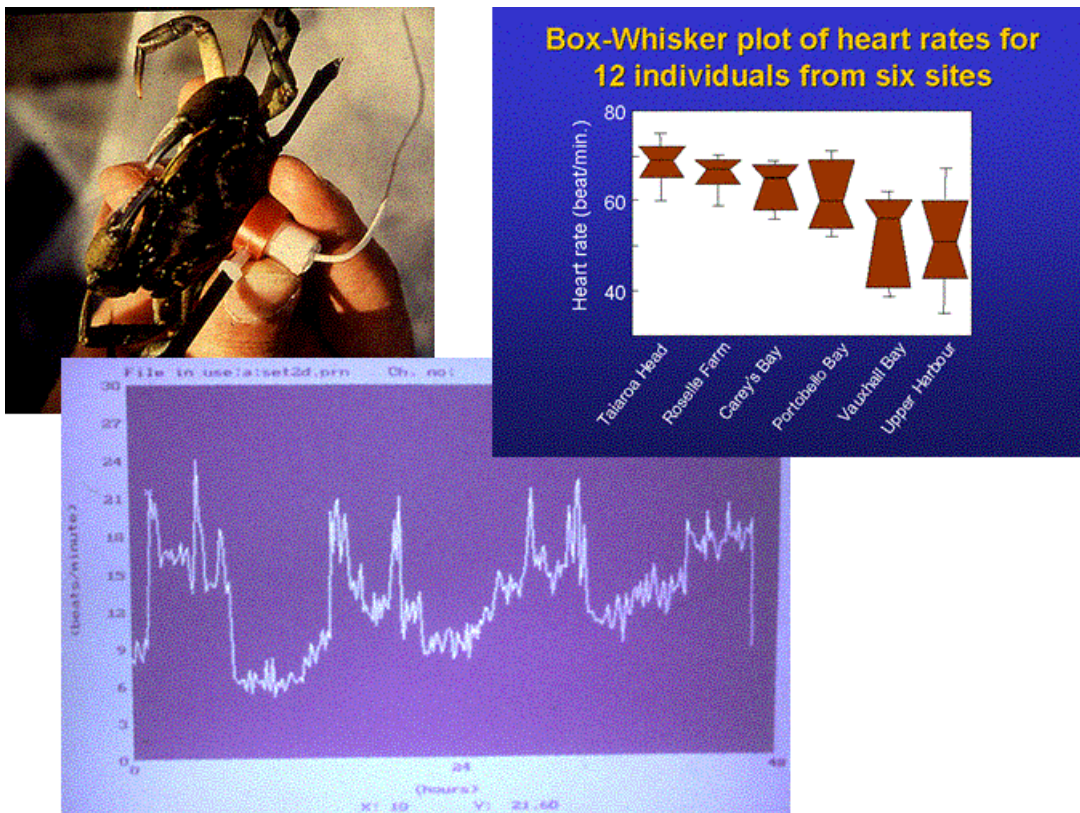 Box-Whisker plot of heart rates for
12 individuals from six sites
Heart rate (beat/min.)
80
60
40
Taiaroa Head
Roselle Farm
Carey's Bay
Portobello Bay
Vauxhall Bay
Upper Harbour
File in use:a:set2d.prn Ch. no:
(beats/minute)
30
27
24
21
18
15
12
9
6
3
0
0 24 48
(hours)
X: 10 Y: 21.60